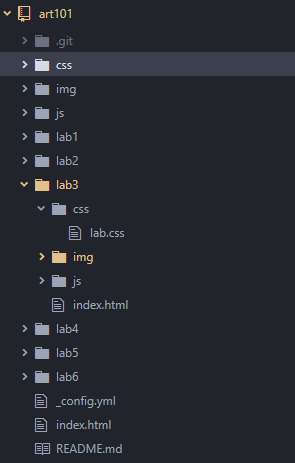 art101
.git
css
img
js
lab1
lab2
lab3
css
lab.css
img
js
index.html
lab4
lab5
lab6
_config.yml
index.html
README.md